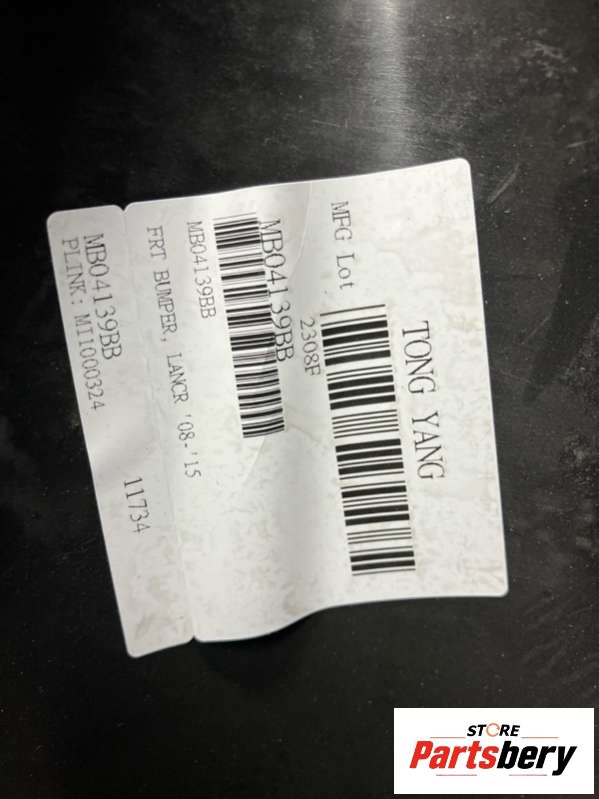 TONG YANG
MFG Lot
2308F
MB04139BB
MB04139BB
FRT BUMPER, LANCR '08-'15
MB04139BB
PLINK: MI1000324
11734
STORE
Partsbery